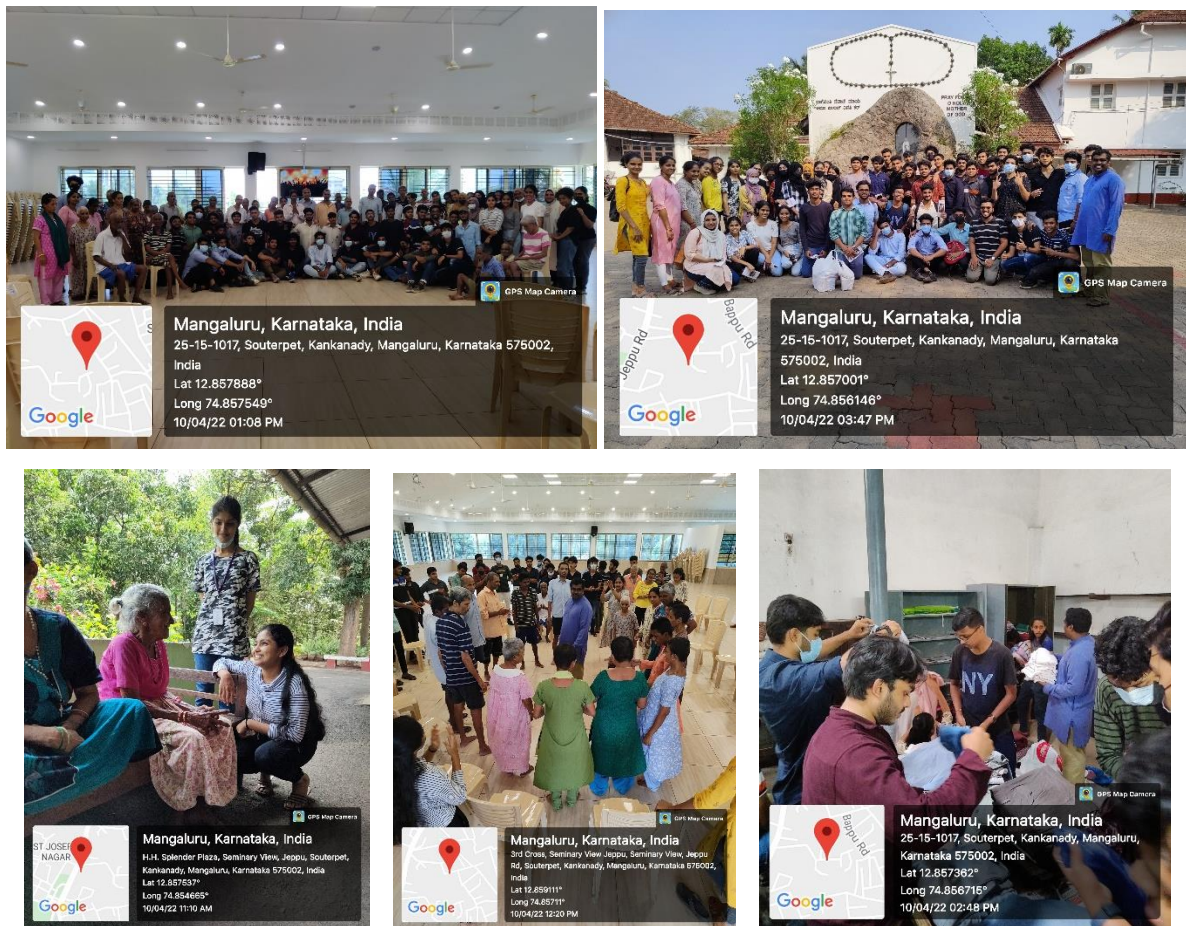 GPS Map Camera
Mangaluru, Karnataka, India
25-15-1017, Souterpet, Kankanady, Mangaluru, Karnataka 575002,
India
Lat 12.857888°
Long 74.857549°
10/04/22 01:08 PM
Google
PRAY FOR
O HOLY
MOTHER
OF GOD
GPS Map Camera
Jeppu Rd
Bappu Rd
Mangaluru, Karnataka, India
25-15-1017, Souterpet, Kankanady, Mangaluru, Karnataka
575002, India
Lat 12.857001°
Long 74.856146°
10/04/22 03:47 PM
Google
GPS Map Camera
ST JOSEP
NAGAR
Mangaluru, Karnataka, India
H.H. Splender Plaza, Seminary View, Jeppu, Souterpet,
Kankanady, Mangaluru, Karnataka 575002, India
Lat 12.857537°
Long 74.854665°
10/04/22 11:10 AM
Google
GPS Map Camera
Mangaluru, Karnataka, India
3rd Cross, Seminary View Jeppu, Seminary View, Jeppu
Rd, Souterpet, Kankanady, Mangaluru, Karnataka 575002,
India
Lat 12.859111°
Long 74.85711°
10/04/22 12:20 PM
Google
NY
GPS Map Camera
Bappu Rd
Mangaluru, Karnataka, India
25-15-1017, Souterpet, Kankanady, Mangaluru,
Karnataka 575002, India
Lat 12.857362°
Long 74.856715°
10/04/22 02:48 PM
Google